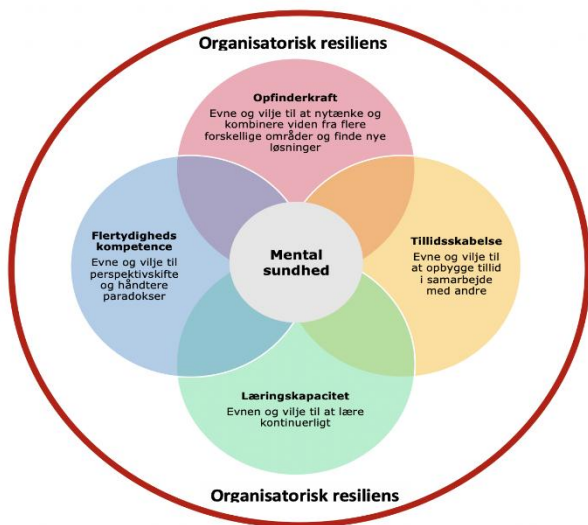 Organisatorisk resiliens
Opfinderkraft
Evne og vilje til at nytænke og
kombinere viden fra flere
forskellige områder og finde nye
løsninger
Flertydigheds
kompetence
Evne og vilje til
perspektivskifte
og håndtere
paradokser
Mental
sundhed
Tillidsskabelse
Evne og vilje til
at opbygge tillid
i samarbejde
med andre
Læringskapacitet
Evnen og vilje til at lære
kontinuerligt
Organisatorisk resiliens